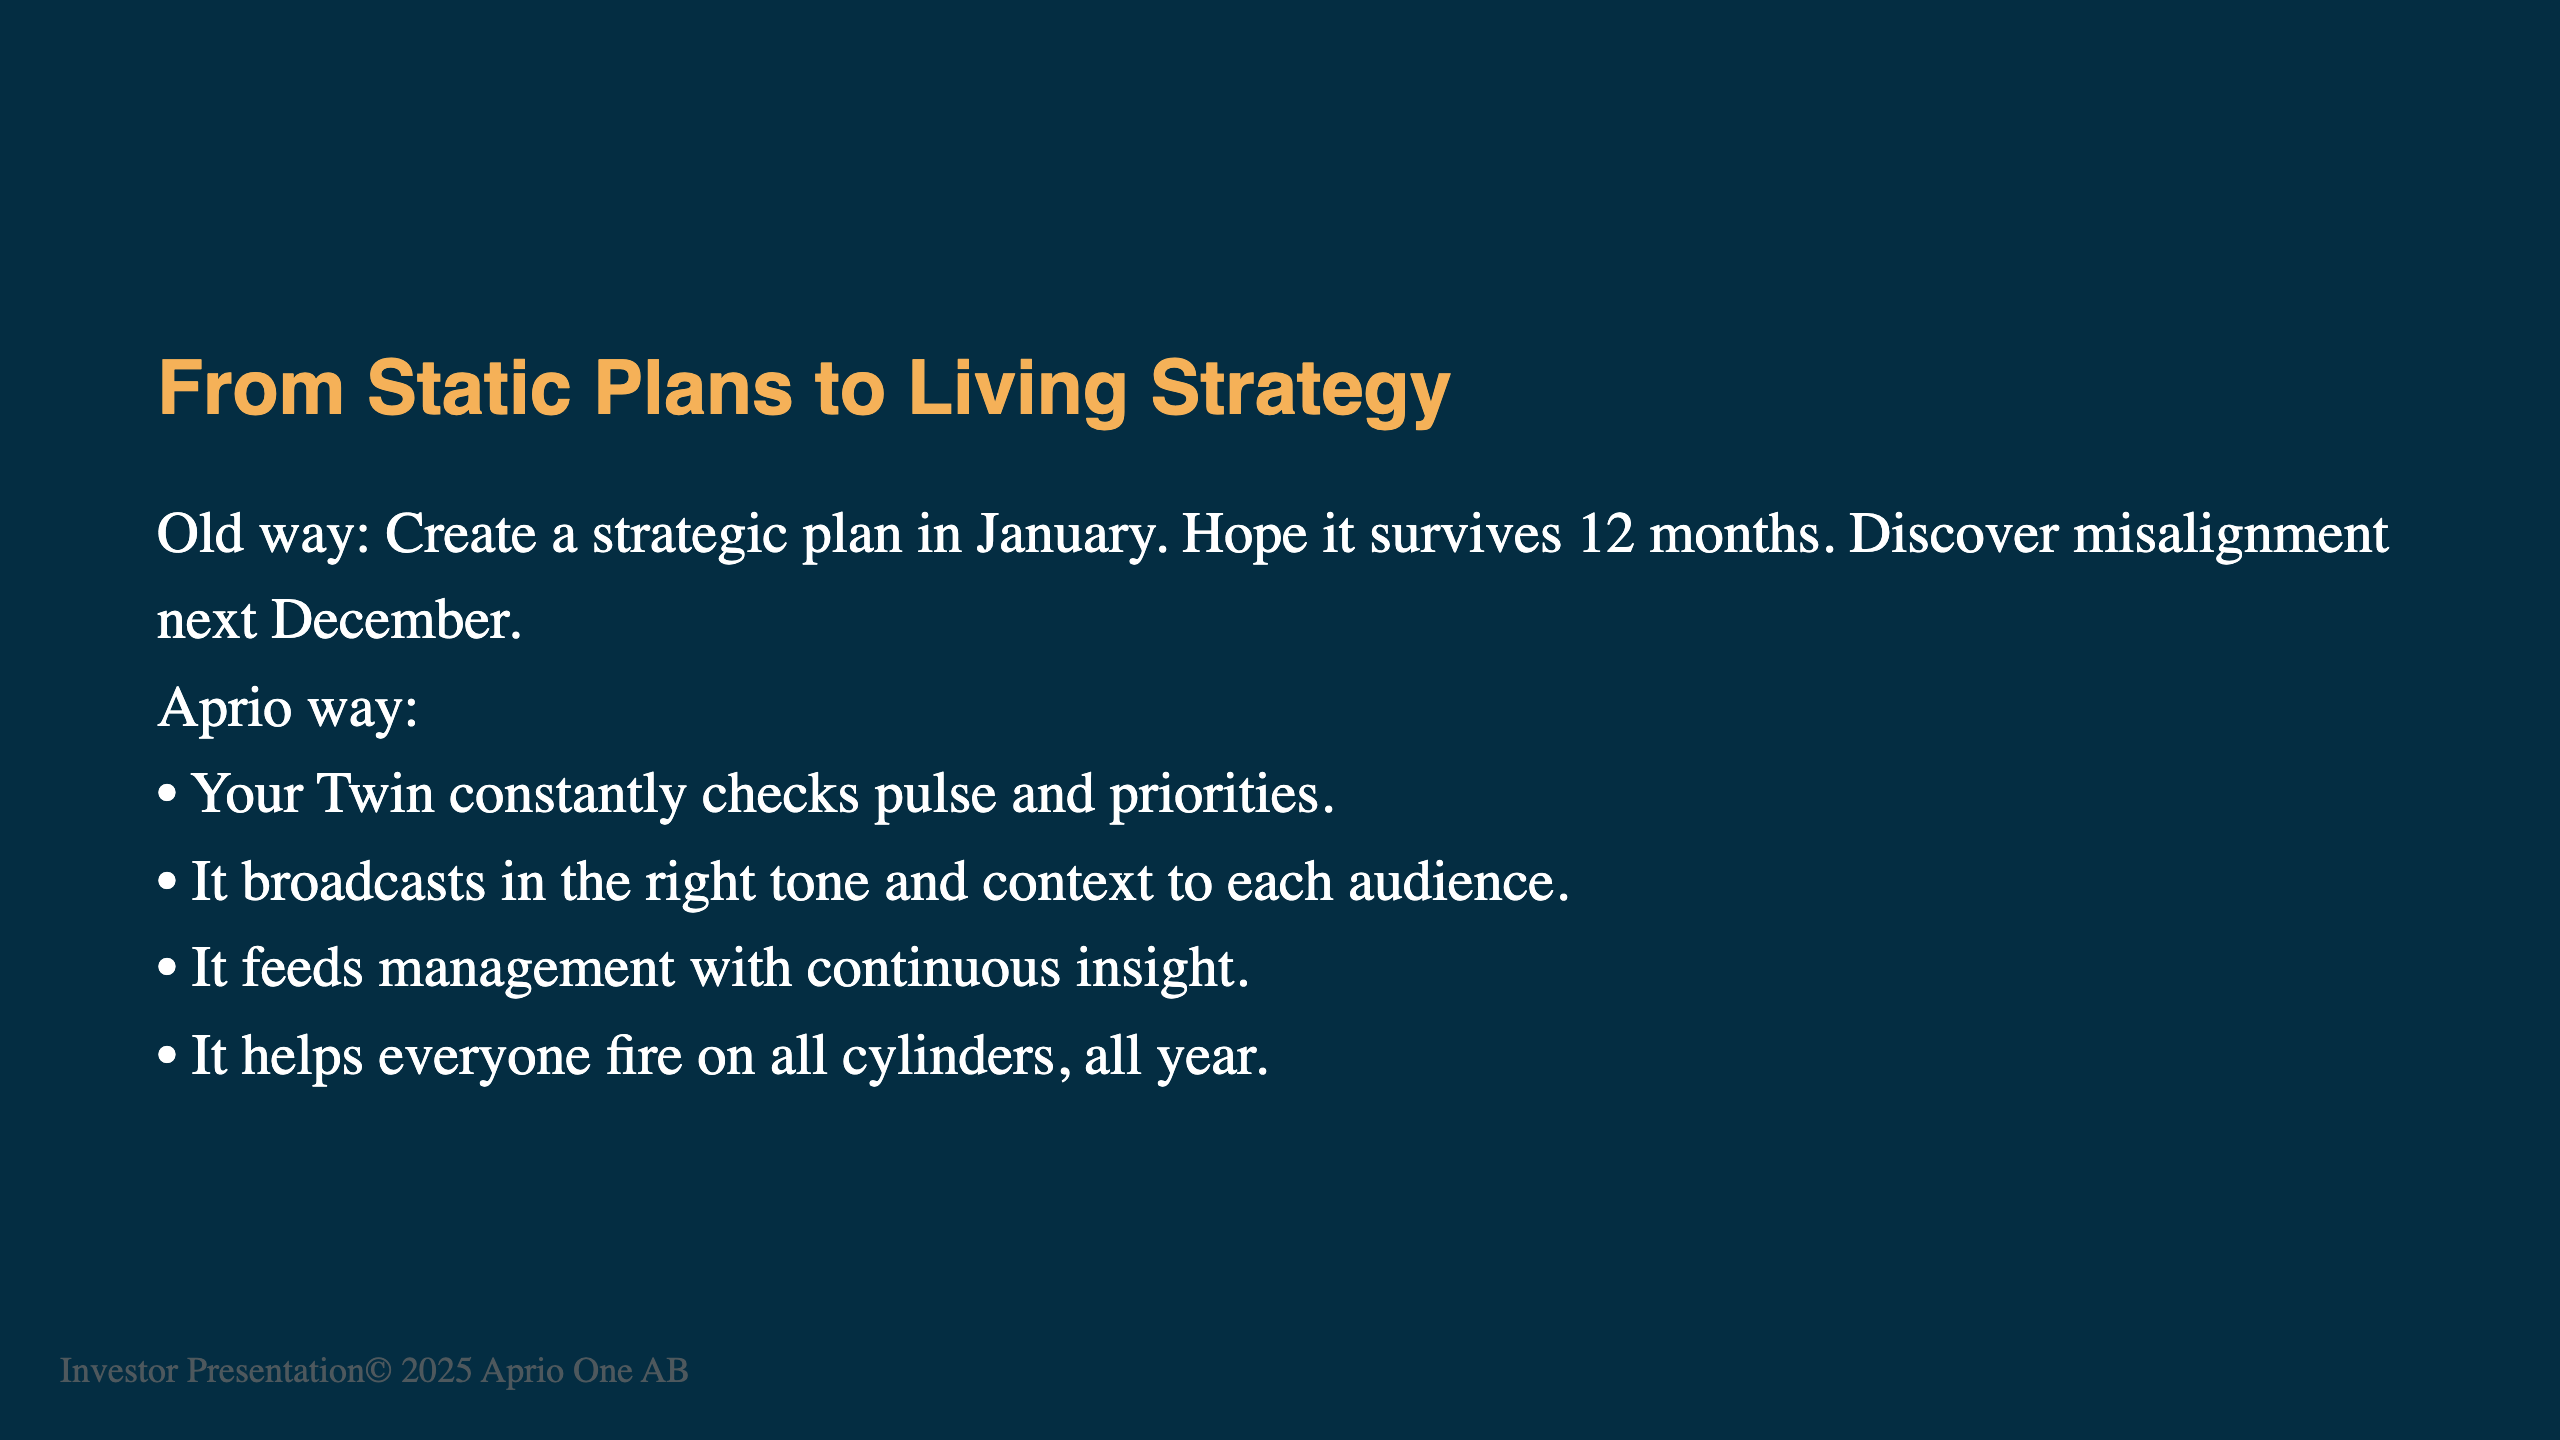 From Static Plans to Living Strategy
Old way: Create a strategic plan in January. Hope it survives 12 months. Discover misalignment
next December.
Aprio way:
• Your Twin constantly checks pulse and priorities.
• It broadcasts in the right tone and context to each audience.
• It feeds management with continuous insight.
• It helps everyone fire on all cylinders, all year.
Investor Presentation© 2025 Aprio One AB